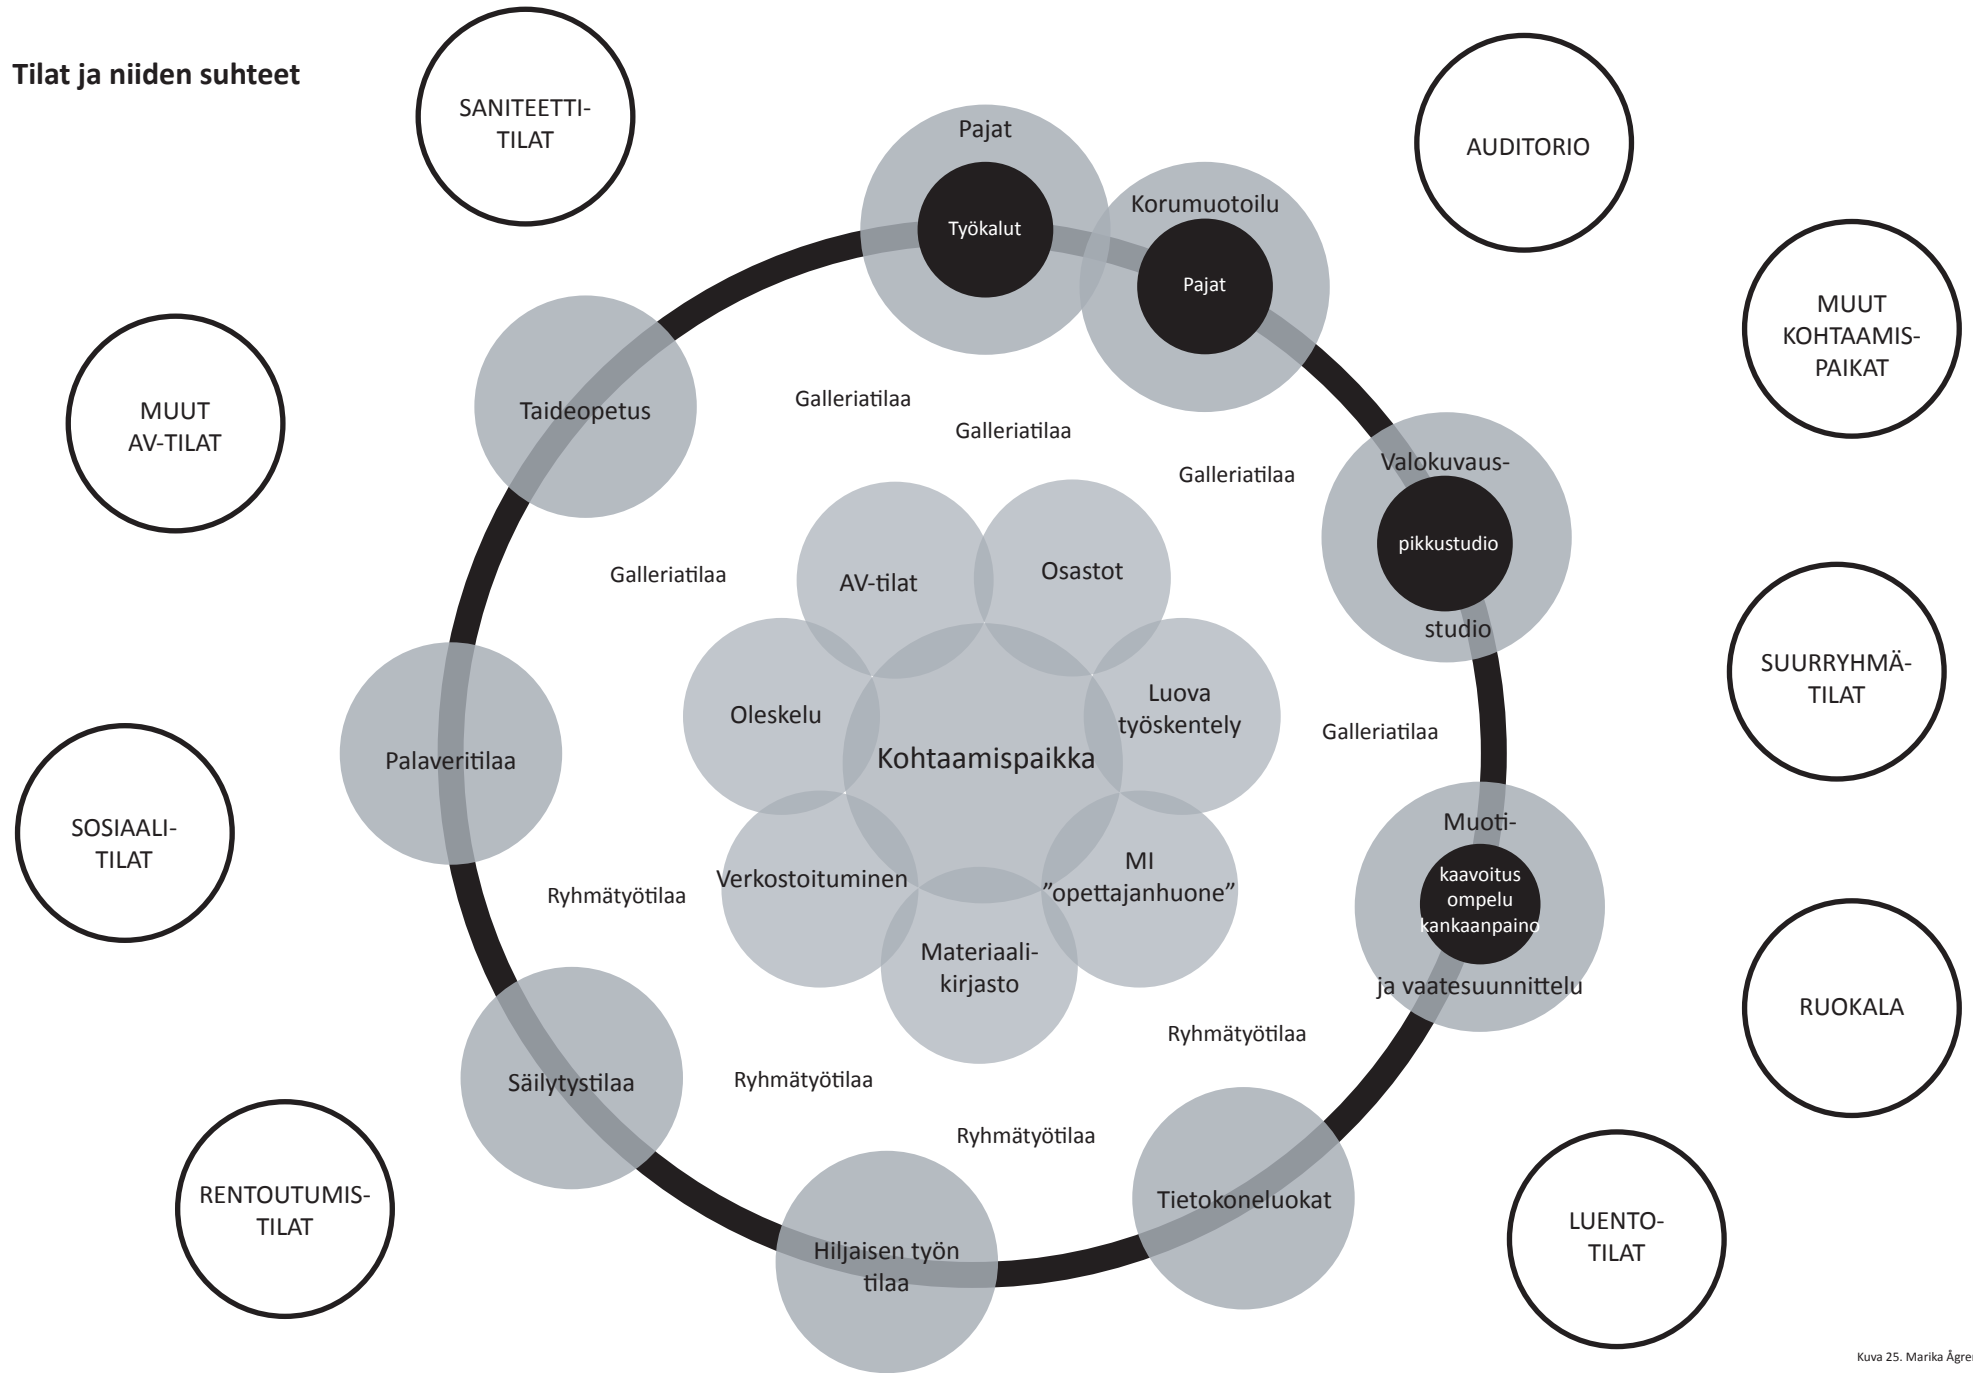 Tilat ja niiden suhteet
SANITEETTI-
TILAT
AUDITORIO
MUUT
KOHTAAMIS-
PAIKAT
SUURRYHMÄ-
TILAT
RUOKALA
LUENTO-
TILAT
RENTOUTUMIS-
TILAT
SOSIAALI-
TILAT
MUUT
AV-TILAT
Pajat
Työkalut
Korumuotoilu
Pajat
Valokuvaus-
pikkustudio
studio
Muoti-
kaavoitus
ompelu
kankaanpaino
ja vaatesuunnittelu
Tietokoneluokat
Hiljaisen työn
tilaa
Säilytystilaa
Palaveritilaa
Taideopetus
Galleriatilaa
Galleriatilaa
Galleriatilaa
Galleriatilaa
Galleriatilaa
Ryhmätyötilaa
Ryhmätyötilaa
Ryhmätyötilaa
Ryhmätyötilaa
AV-tilat
Osastot
Luova
työskentely
MI
”opettajanhuone”
Materiaali-
kirjasto
Verkostoituminen
Oleskelu
Kohtaamispaikka
Kuva 25. Marika